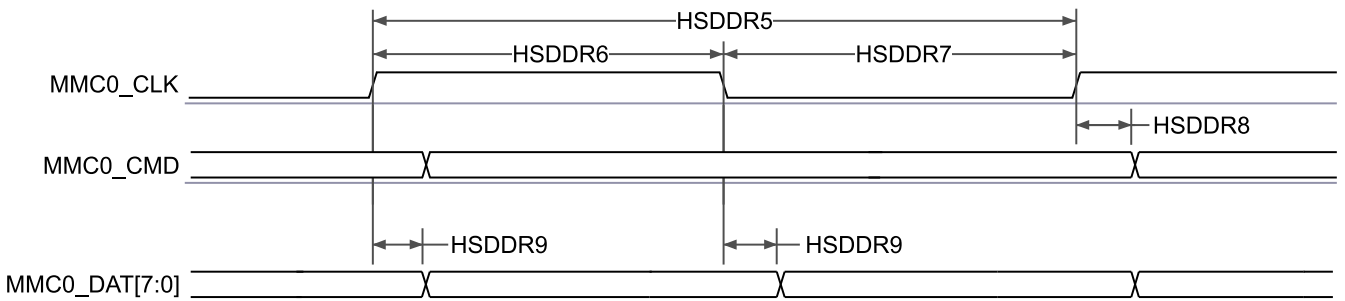 HSDDR5
HSDDR6 HSDDR7
MMC0_CLK
HSDDR8
MMC0_CMD
HSDDR9 HSDDR9
MMC0_DAT[7:0]